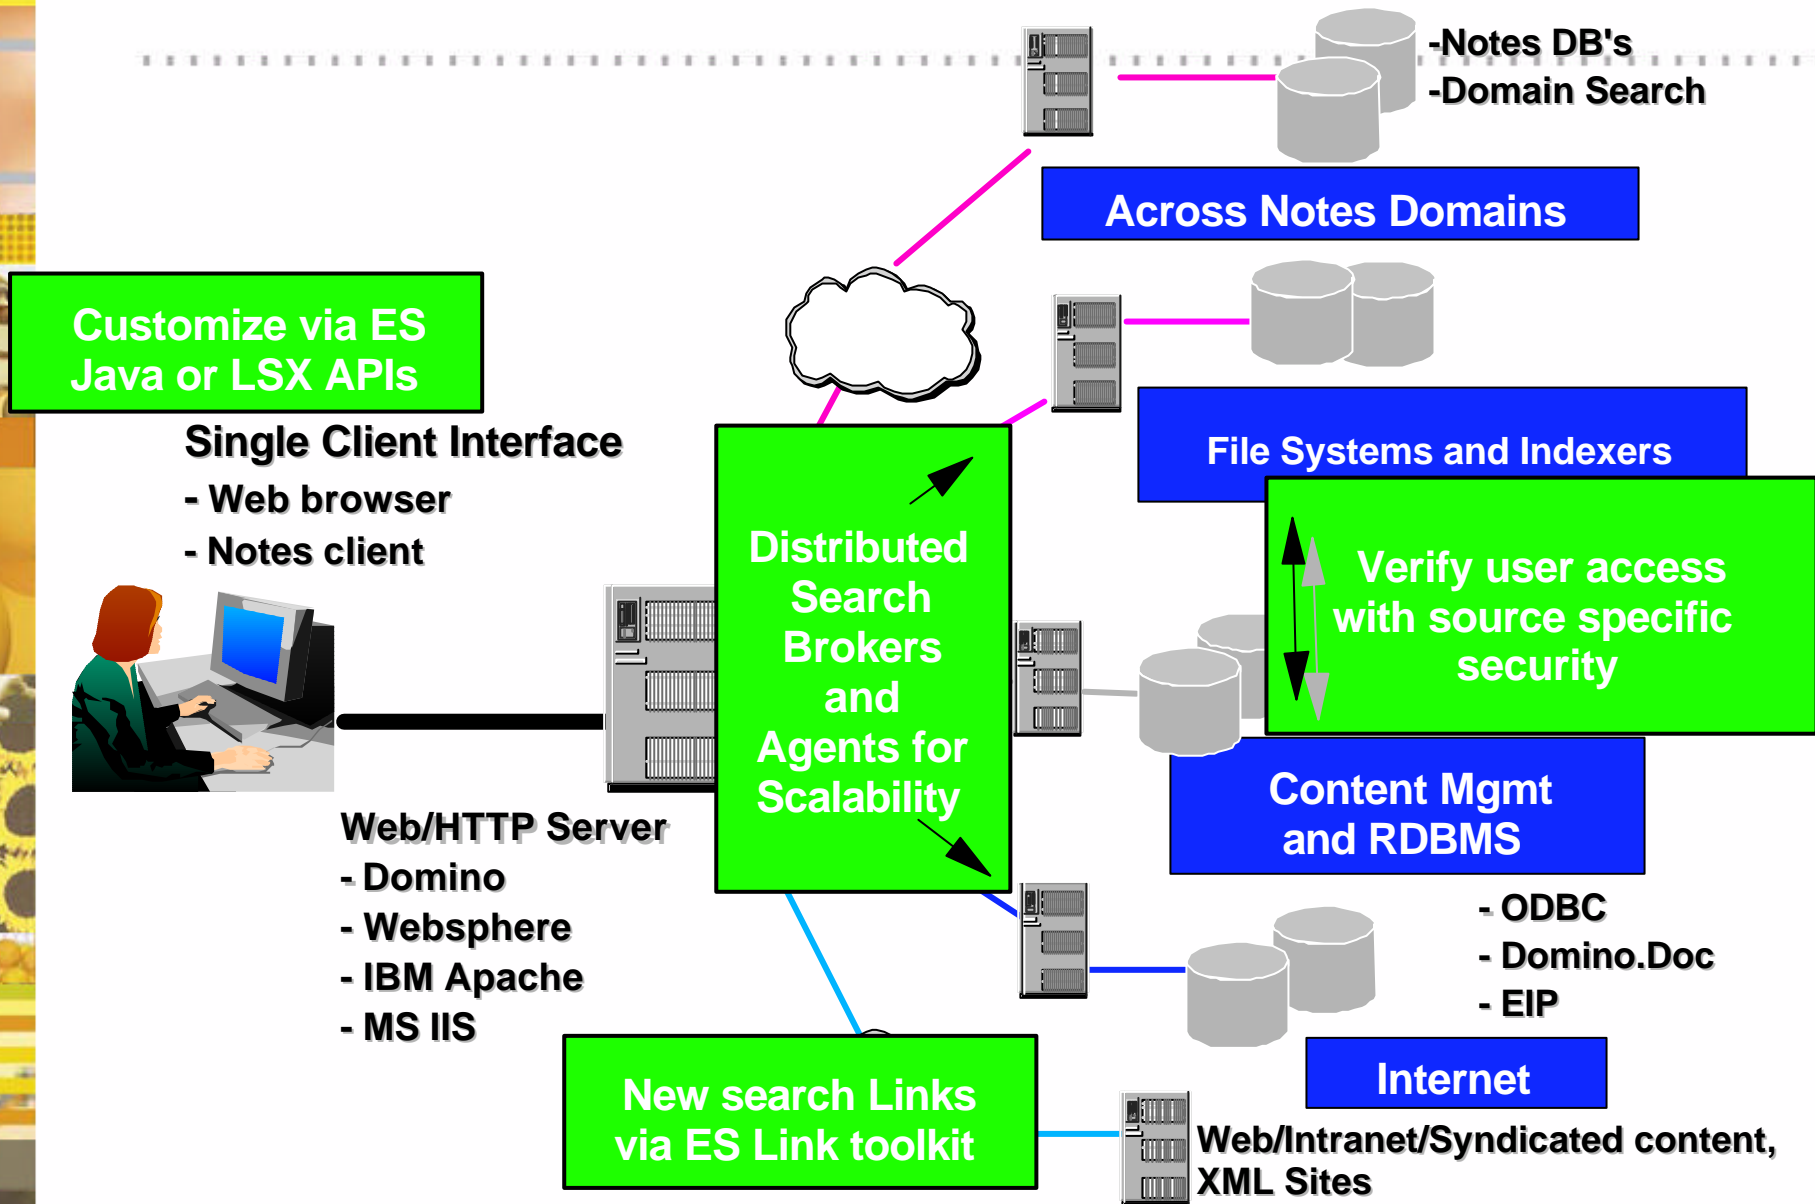 -Notes DB's
-Domain Search
Across Notes Domains
Customize via ES
Java or LSX APIs
Single Client Interface
- Web browser
- Notes client
File Systems and Indexers
Distributed
Search
Brokers
and
Agents for
Scalability
Verify user access
with source specific
security
Content Mgmt
and RDBMS
Web/HTTP Server
- Domino
- Websphere
- IBM Apache
- MS IIS
- ODBC
- Domino.Doc
- EIP
Internet
New search Links
via ES Link toolkit
Web/Intranet/Syndicated content,
XML Sites